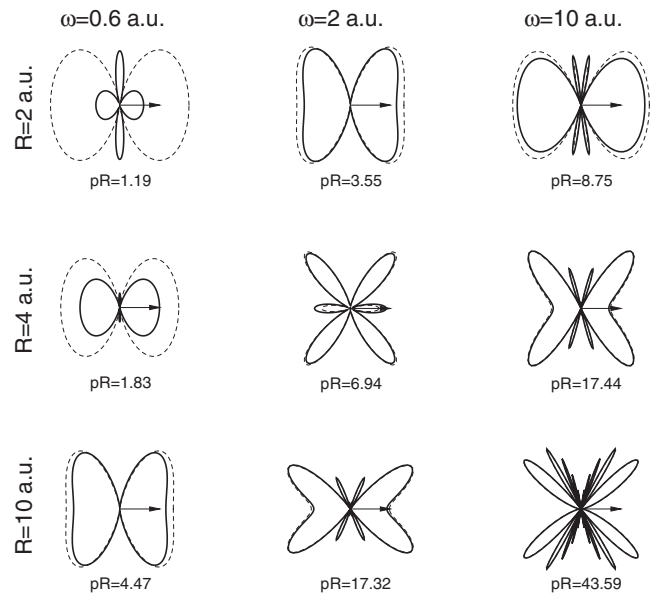 ω=0.6 a.u. ω=2 a.u. ω=10 a.u.
R=2 a.u.
pR=1.19 pR=3.55 pR=8.75
R=4 a.u.
pR=1.83 pR=6.94 pR=17.44
R=10 a.u.
pR=4.47 pR=17.32 pR=43.59